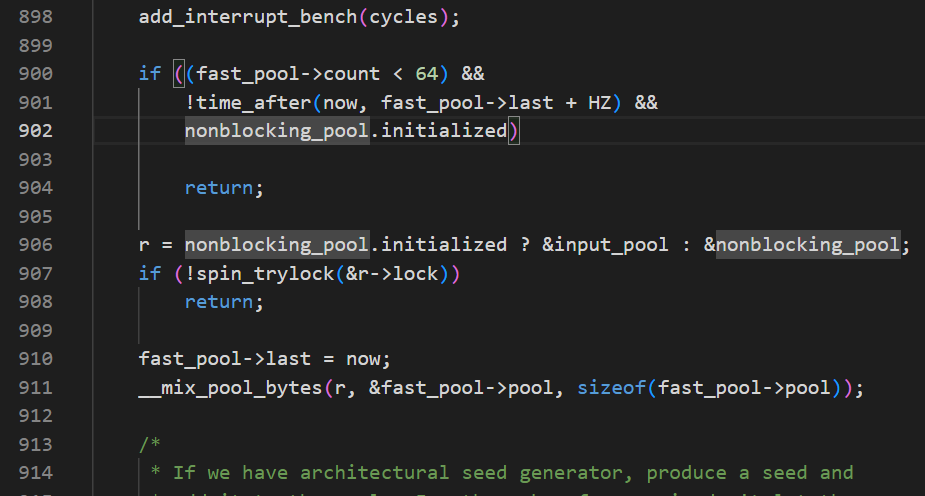 898 add_interrupt_bench(cycles);
899
900 if ((fast_pool->count < 64) &&
901 !time_after(now, fast_pool->last + HZ) &&
902 nonblocking_pool.initialized)
903
904 return;
905
906 r = nonblocking_pool.initialized ? &input_pool : &nonblocking_pool;
907 if (!spin_trylock(&r->lock))
908 return;
909
910 fast_pool->last = now;
911 __mix_pool_bytes(r, &fast_pool->pool, sizeof(fast_pool->pool));
912
913 /*
914 * If we have architectural seed generator, produce a seed and